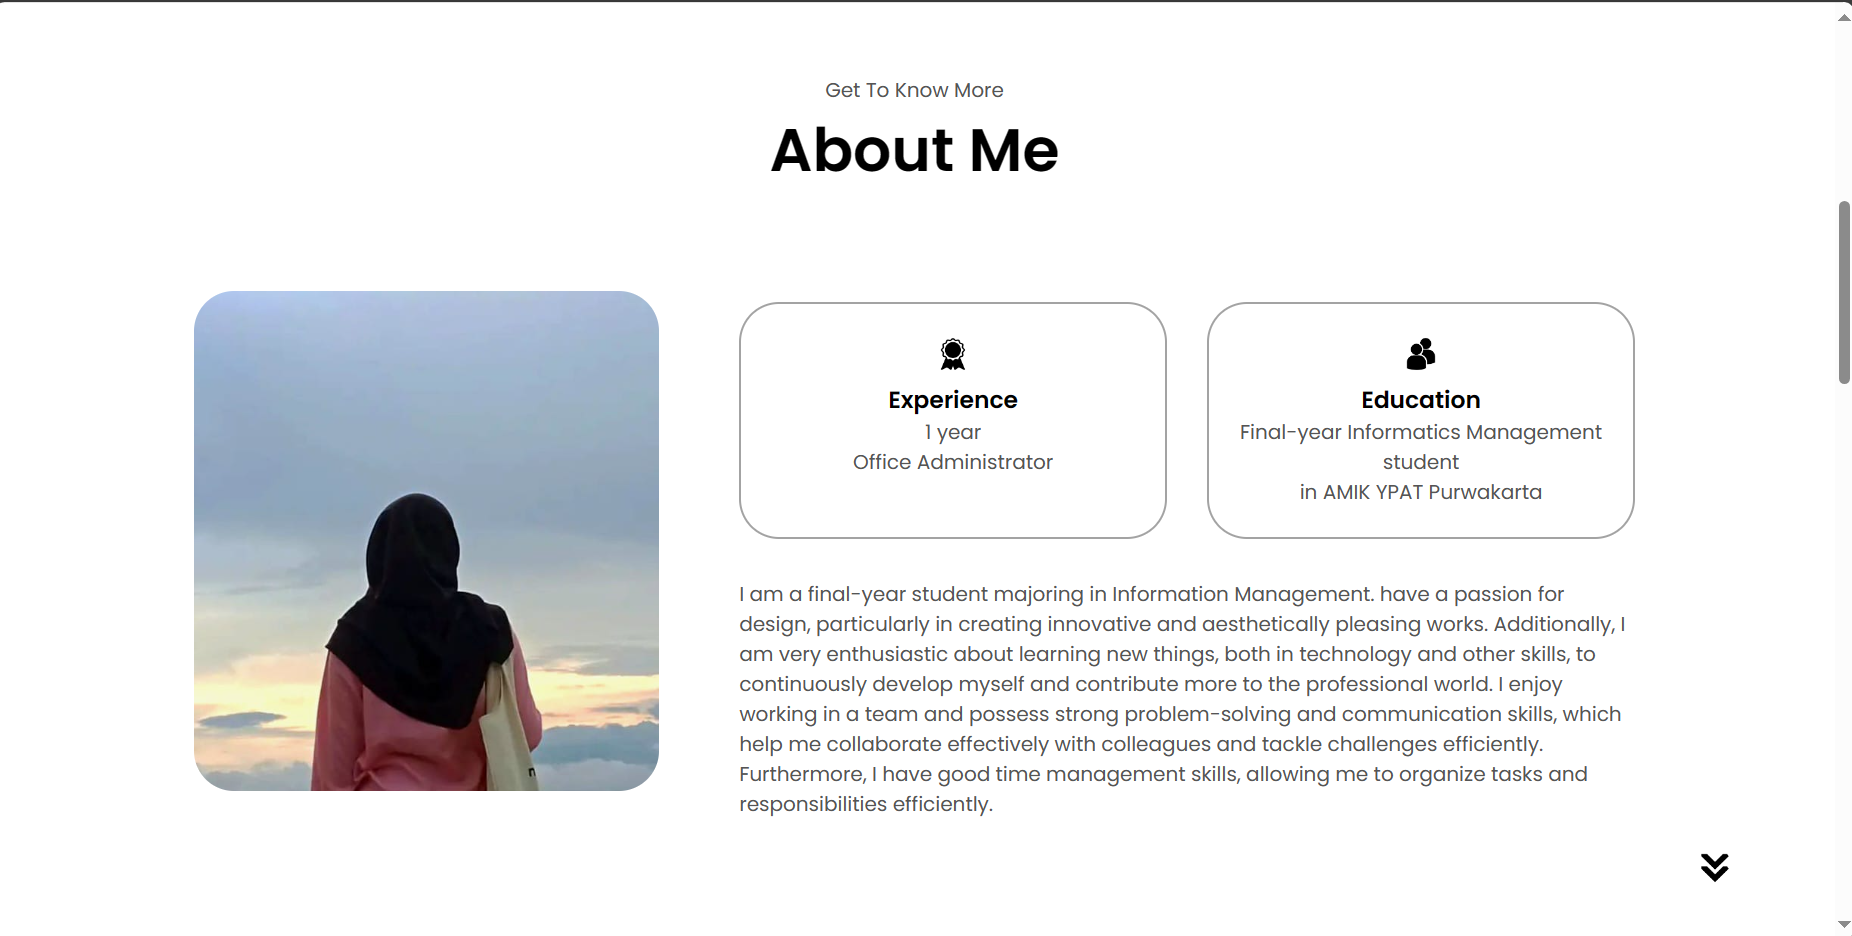 Get To Know More
About Me
Experience
1 year
Office Administrator
Education
Final-year Informatics Management
student
in AMIK YPAT Purwakarta
I am a final-year student majoring in Information Management. have a passion for
design, particularly in creating innovative and aesthetically pleasing works. Additionally, I
am very enthusiastic about learning new things, both in technology and other skills, to
continuously develop myself and contribute more to the professional world. I enjoy
working in a team and possess strong problem-solving and communication skills, which
help me collaborate effectively with colleagues and tackle challenges efficiently.
Furthermore, I have good time management skills, allowing me to organize tasks and
responsibilities efficiently.